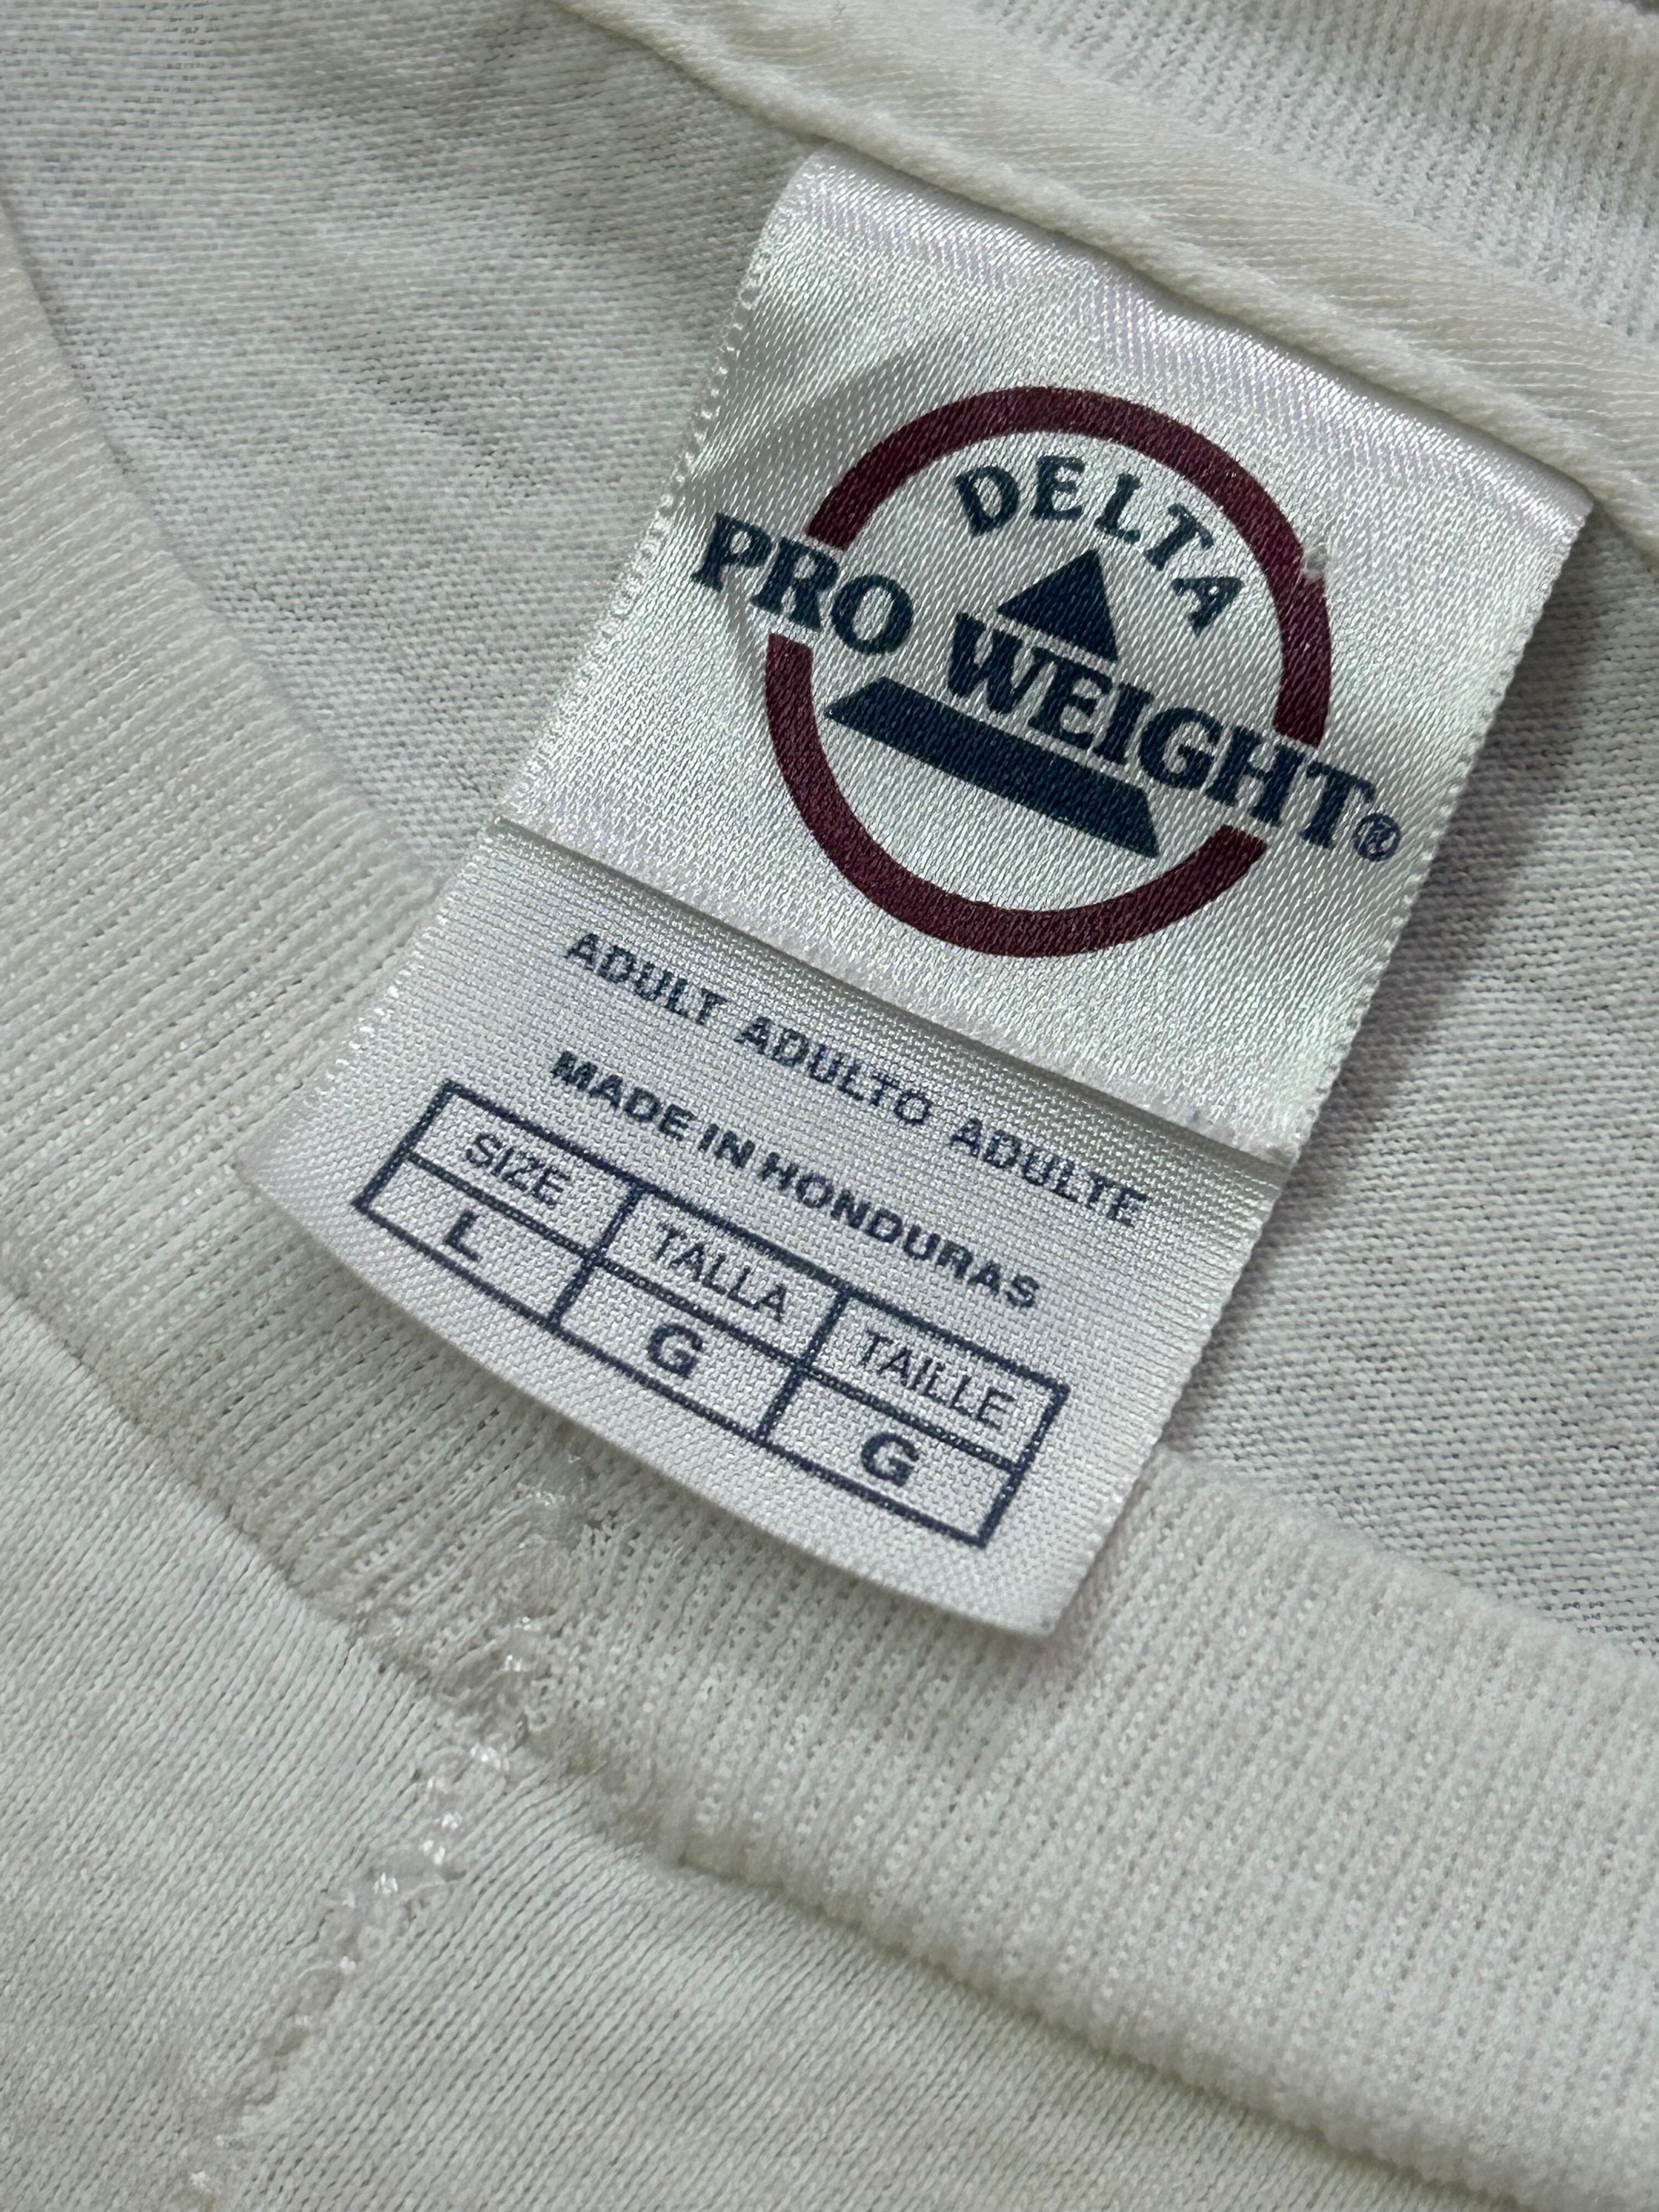 DELTA
PRO WEIGHT®
ADULT ADULTO ADULTE
MADE IN HONDURAS
SIZE TALLA TAILLE
L G G